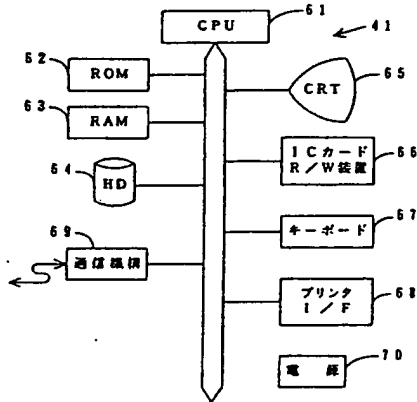 61
CPU
41
62
ROM
65
CRT
63
RAM
64
HD
ICカード
R/W装置
66
69
通信機構
キーボード
67
プリンタ
I/F
68
電源
70